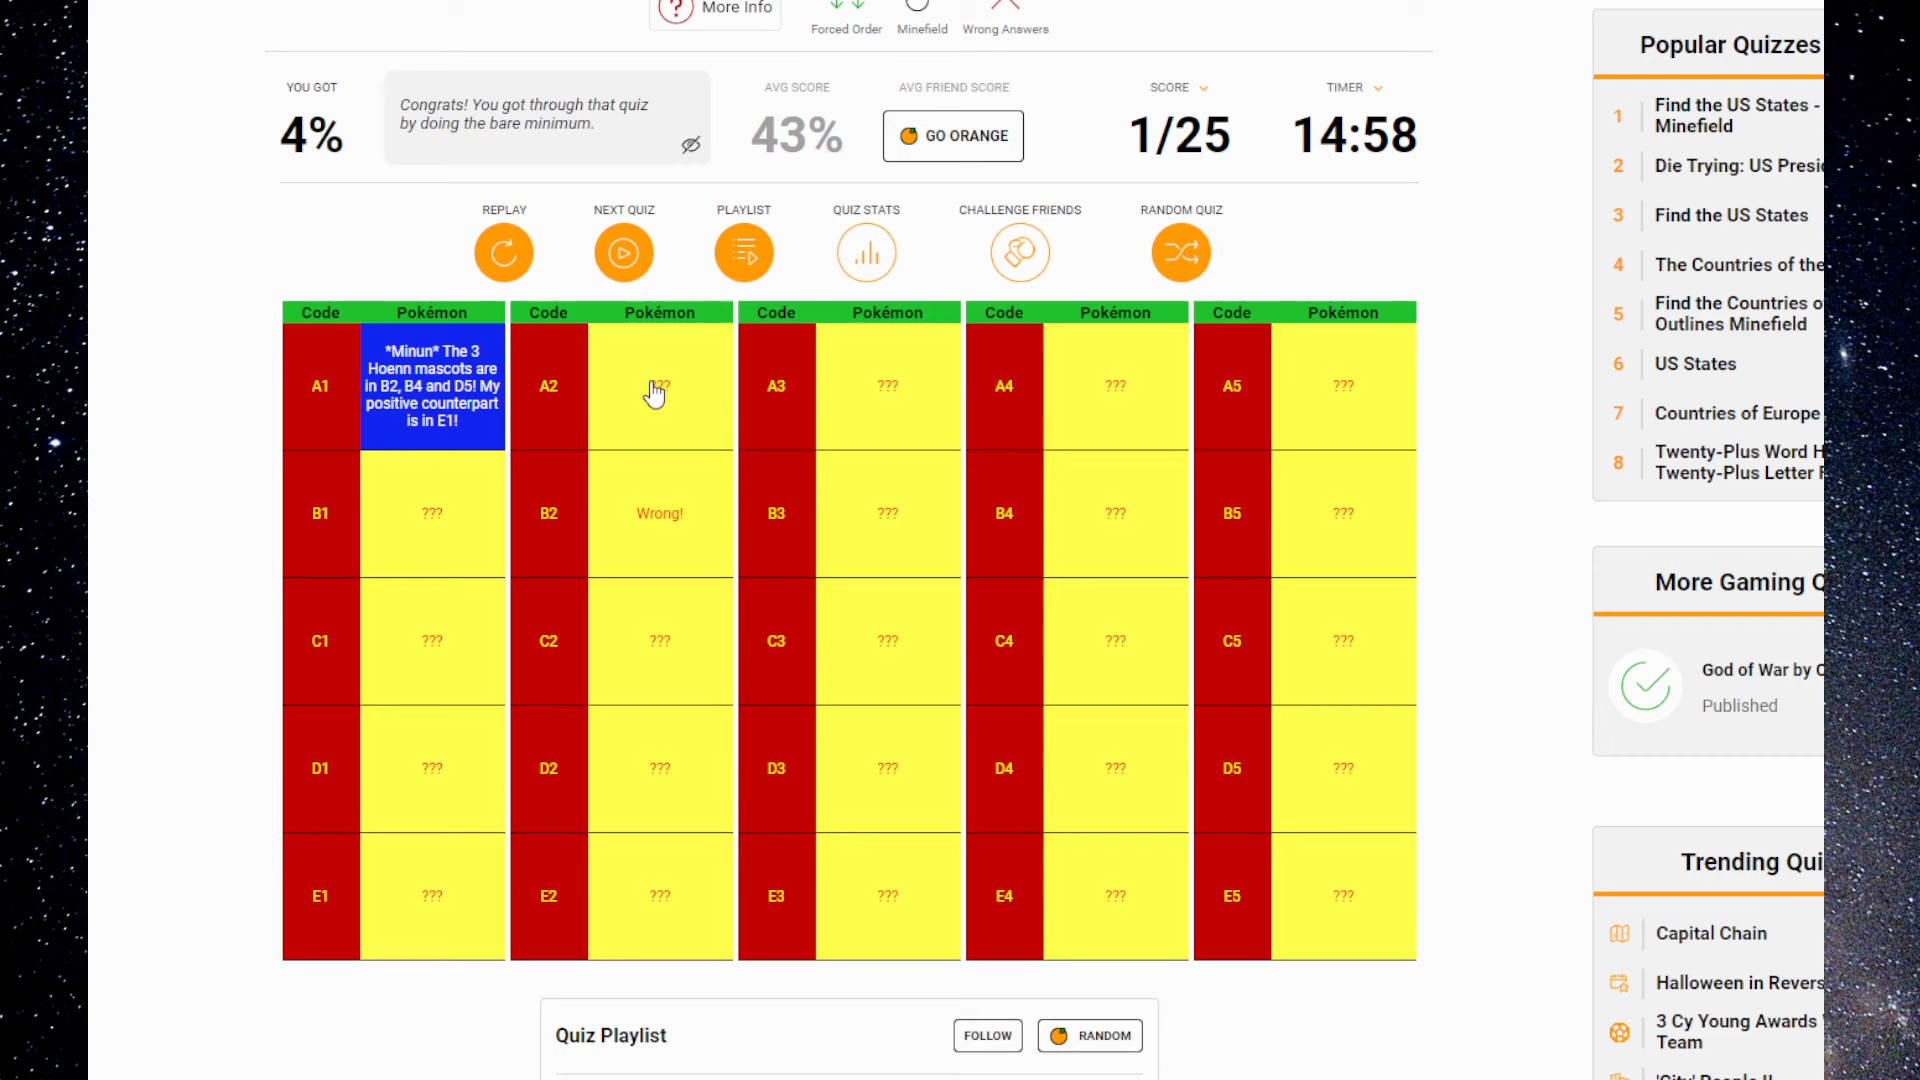 More Info
Forced Order
Minefield
Wrong Answers
YOU GOT
4%
Congrats! You got through that quiz
by doing the bare minimum.
AVG SCORE
43%
AVG FRIEND SCORE
GO ORANGE
SCORE
1/25
TIMER
14:58
REPLAY
NEXT QUIZ
PLAYLIST
QUIZ STATS
CHALLENGE FRIENDS
RANDOM QUIZ
Code Pokémon Code Pokémon Code Pokémon Code Pokémon Code Pokémon
A1
*Minun* The 3
Hoenn mascots are
in B2, B4 and D5! My
positive counterpart
is in E1!
A2 ??? A3 ??? A4 ??? A5 ???
B1 ??? B2 Wrong! B3 ??? B4 ??? B5 ???
C1 ??? C2 ??? C3 ??? C4 ??? C5 ???
D1 ??? D2 ??? D3 ??? D4 ??? D5 ???
E1 ??? E2 ??? E3 ??? E4 ??? E5 ???
Quiz Playlist
FOLLOW
RANDOM
Popular Quizzes
1 Find the US States -
Minefield
2 Die Trying: US Presi
3 Find the US States
4 The Countries of the
5 Find the Countries o
Outlines Minefield
6 US States
7 Countries of Europe
8 Twenty-Plus Word
Twenty-Plus Letter
More Gaming
God of War by
Published
Trending Qui
Capital Chain
Halloween in Revers
3 Cy Young Awards
Team